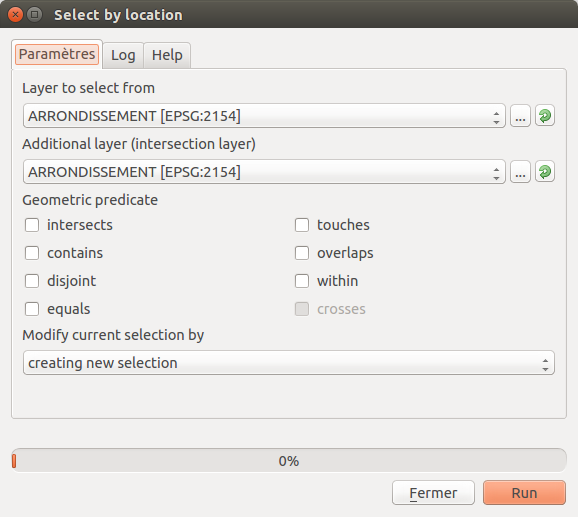 Select by location
Paramètres Log Help
Layer to select from
ARRONDISSEMENT [EPSG:2154] ...
Additional layer (intersection layer)
ARRONDISSEMENT [EPSG:2154] ...
Geometric predicate
intersects touches
contains overlaps
disjoint within
equals crosses
Modify current selection by
creating new selection
0%
Fermer Run